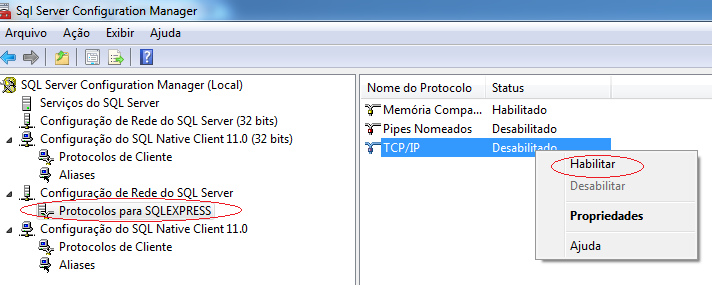 Sql Server Configuration Manager
Arquivo Ação Exibir Ajuda
SQL Server Configuration Manager (Local)
Serviços do SQL Server
Configuração de Rede do SQL Server (32 bits)
Configuração do SQL Native Client 11.0 (32 bits)
Protocolos de Cliente
Aliases
Configuração de Rede do SQL Server
Protocolos para SQLEXPRESS
Configuração do SQL Native Client 11.0
Protocolos de Cliente
Aliases
Nome do Protocolo Status
Memória Compa... Habilitado
Pipes Nomeados Desabilitado
TCP/IP Desabilitado
Habilitar
Desabilitar
Propriedades
Ajuda